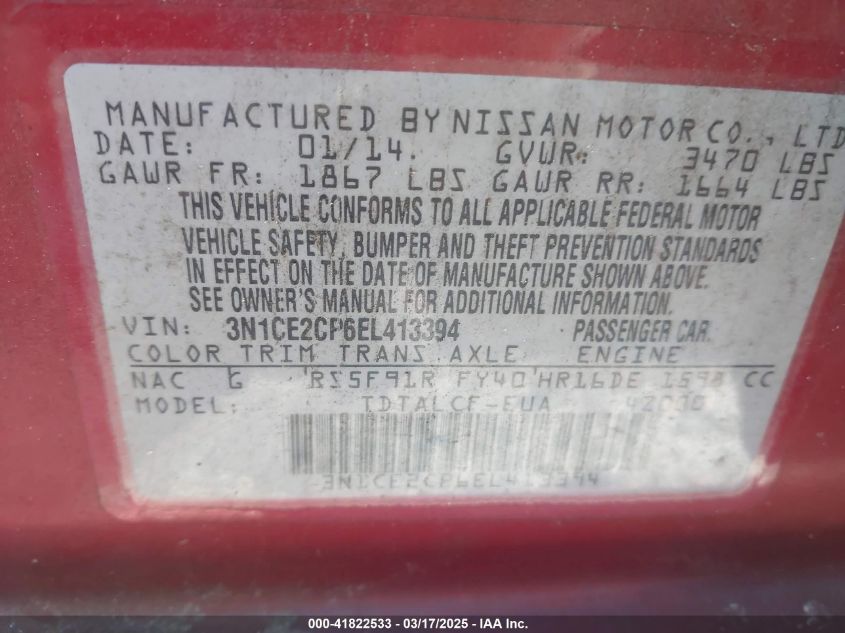 MANUFACTURED BY NISSAN MOTOR CO., LTD
DATE: 01/14. GVWR: 3470 LBS
GAWR FR: 1867 LBS GAWR RR: 1664 LBS
THIS VEHICLE CONFORMS TO ALL APPLICABLE FEDERAL MOTOR
VEHICLE SAFETY, BUMPER AND THEFT PREVENTION STANDARDS
IN EFFECT ON THE DATE OF MANUFACTURE SHOWN ABOVE.
SEE OWNER'S MANUAL FOR ADDITIONAL INFORMATION.
VIN: 3N1CE2CP6EL413394 PASSENGER CAR
COLOR TRIM TRANS AXLE ENGINE
NAC G RS5F91R FY40 HR16DE 1598 CC
MODEL: TDTALCF-EUA
3N1CE2CP6EL413394
000-41822533 - 03/17/2025 - IAA Inc.